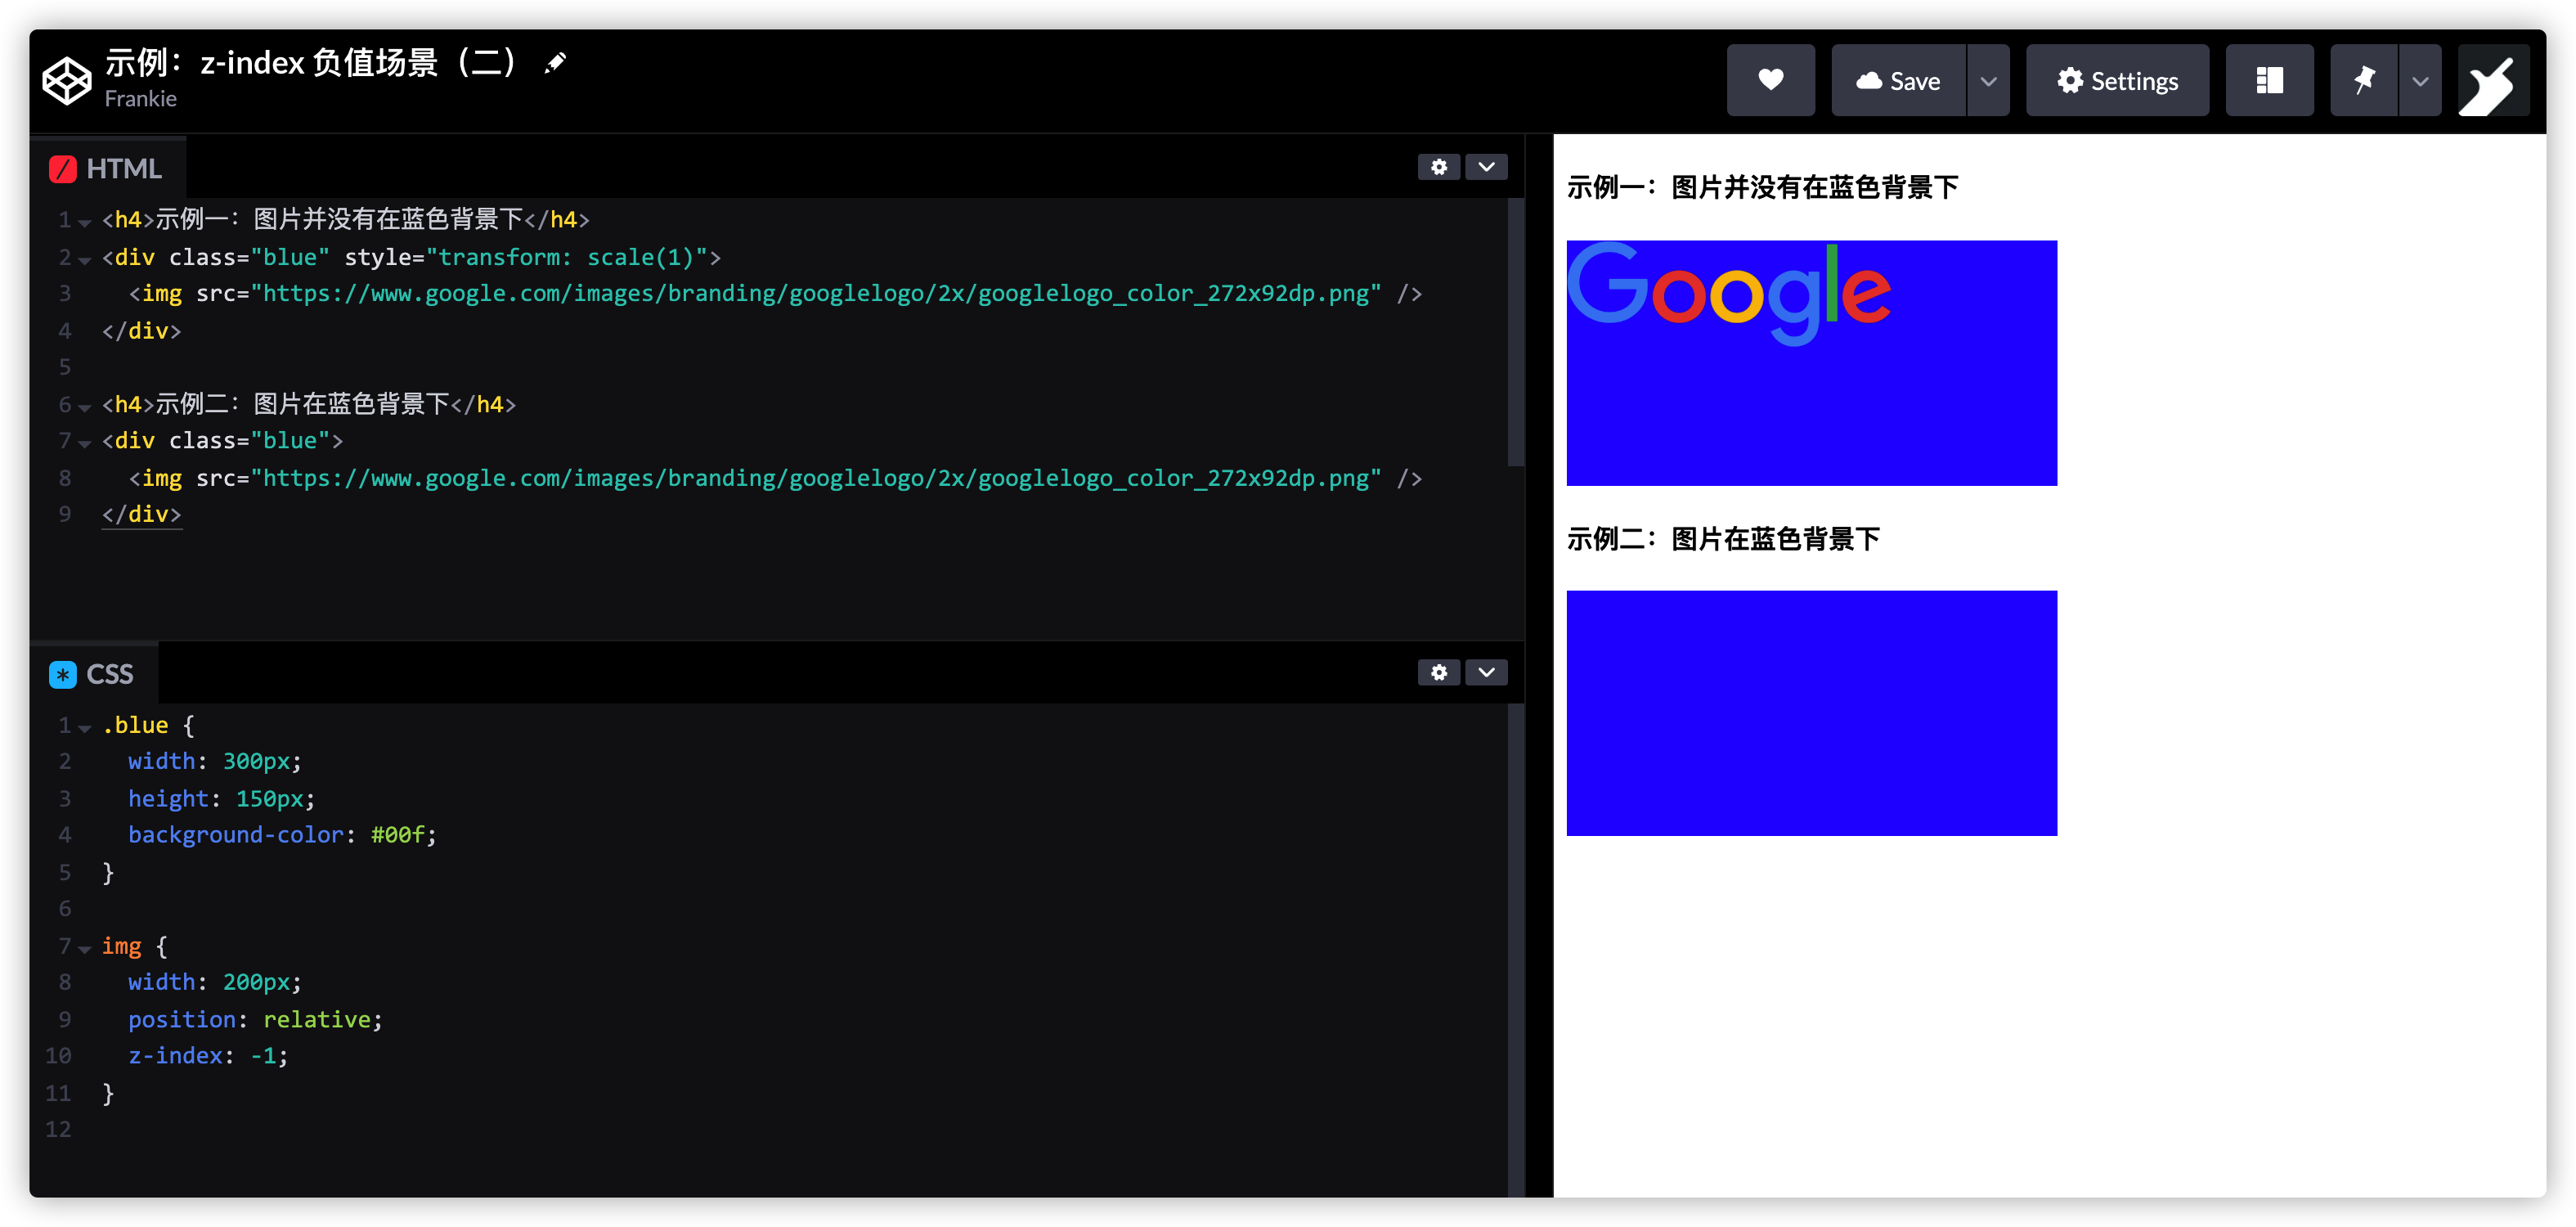 示例：z-index 负值场景（二）
Frankie
Save
Settings
HTML
1 <h4>示例一：图片并没有在蓝色背景下</h4>
2 <div class="blue" style="transform: scale(1)">
3 <img src="https://www.google.com/images/branding/googlelogo/2x/googlelogo_color_272x92dp.png" />
4 </div>
5
6 <h4>示例二：图片在蓝色背景下</h4>
7 <div class="blue">
8 <img src="https://www.google.com/images/branding/googlelogo/2x/googlelogo_color_272x92dp.png" />
9 </div>
CSS
1 .blue {
2 width: 300px;
3 height: 150px;
4 background-color: #00f;
5 }
6
7 img {
8 width: 200px;
9 position: relative;
10 z-index: -1;
11 }
12
示例一：图片并没有在蓝色背景下
Google
示例二：图片在蓝色背景下